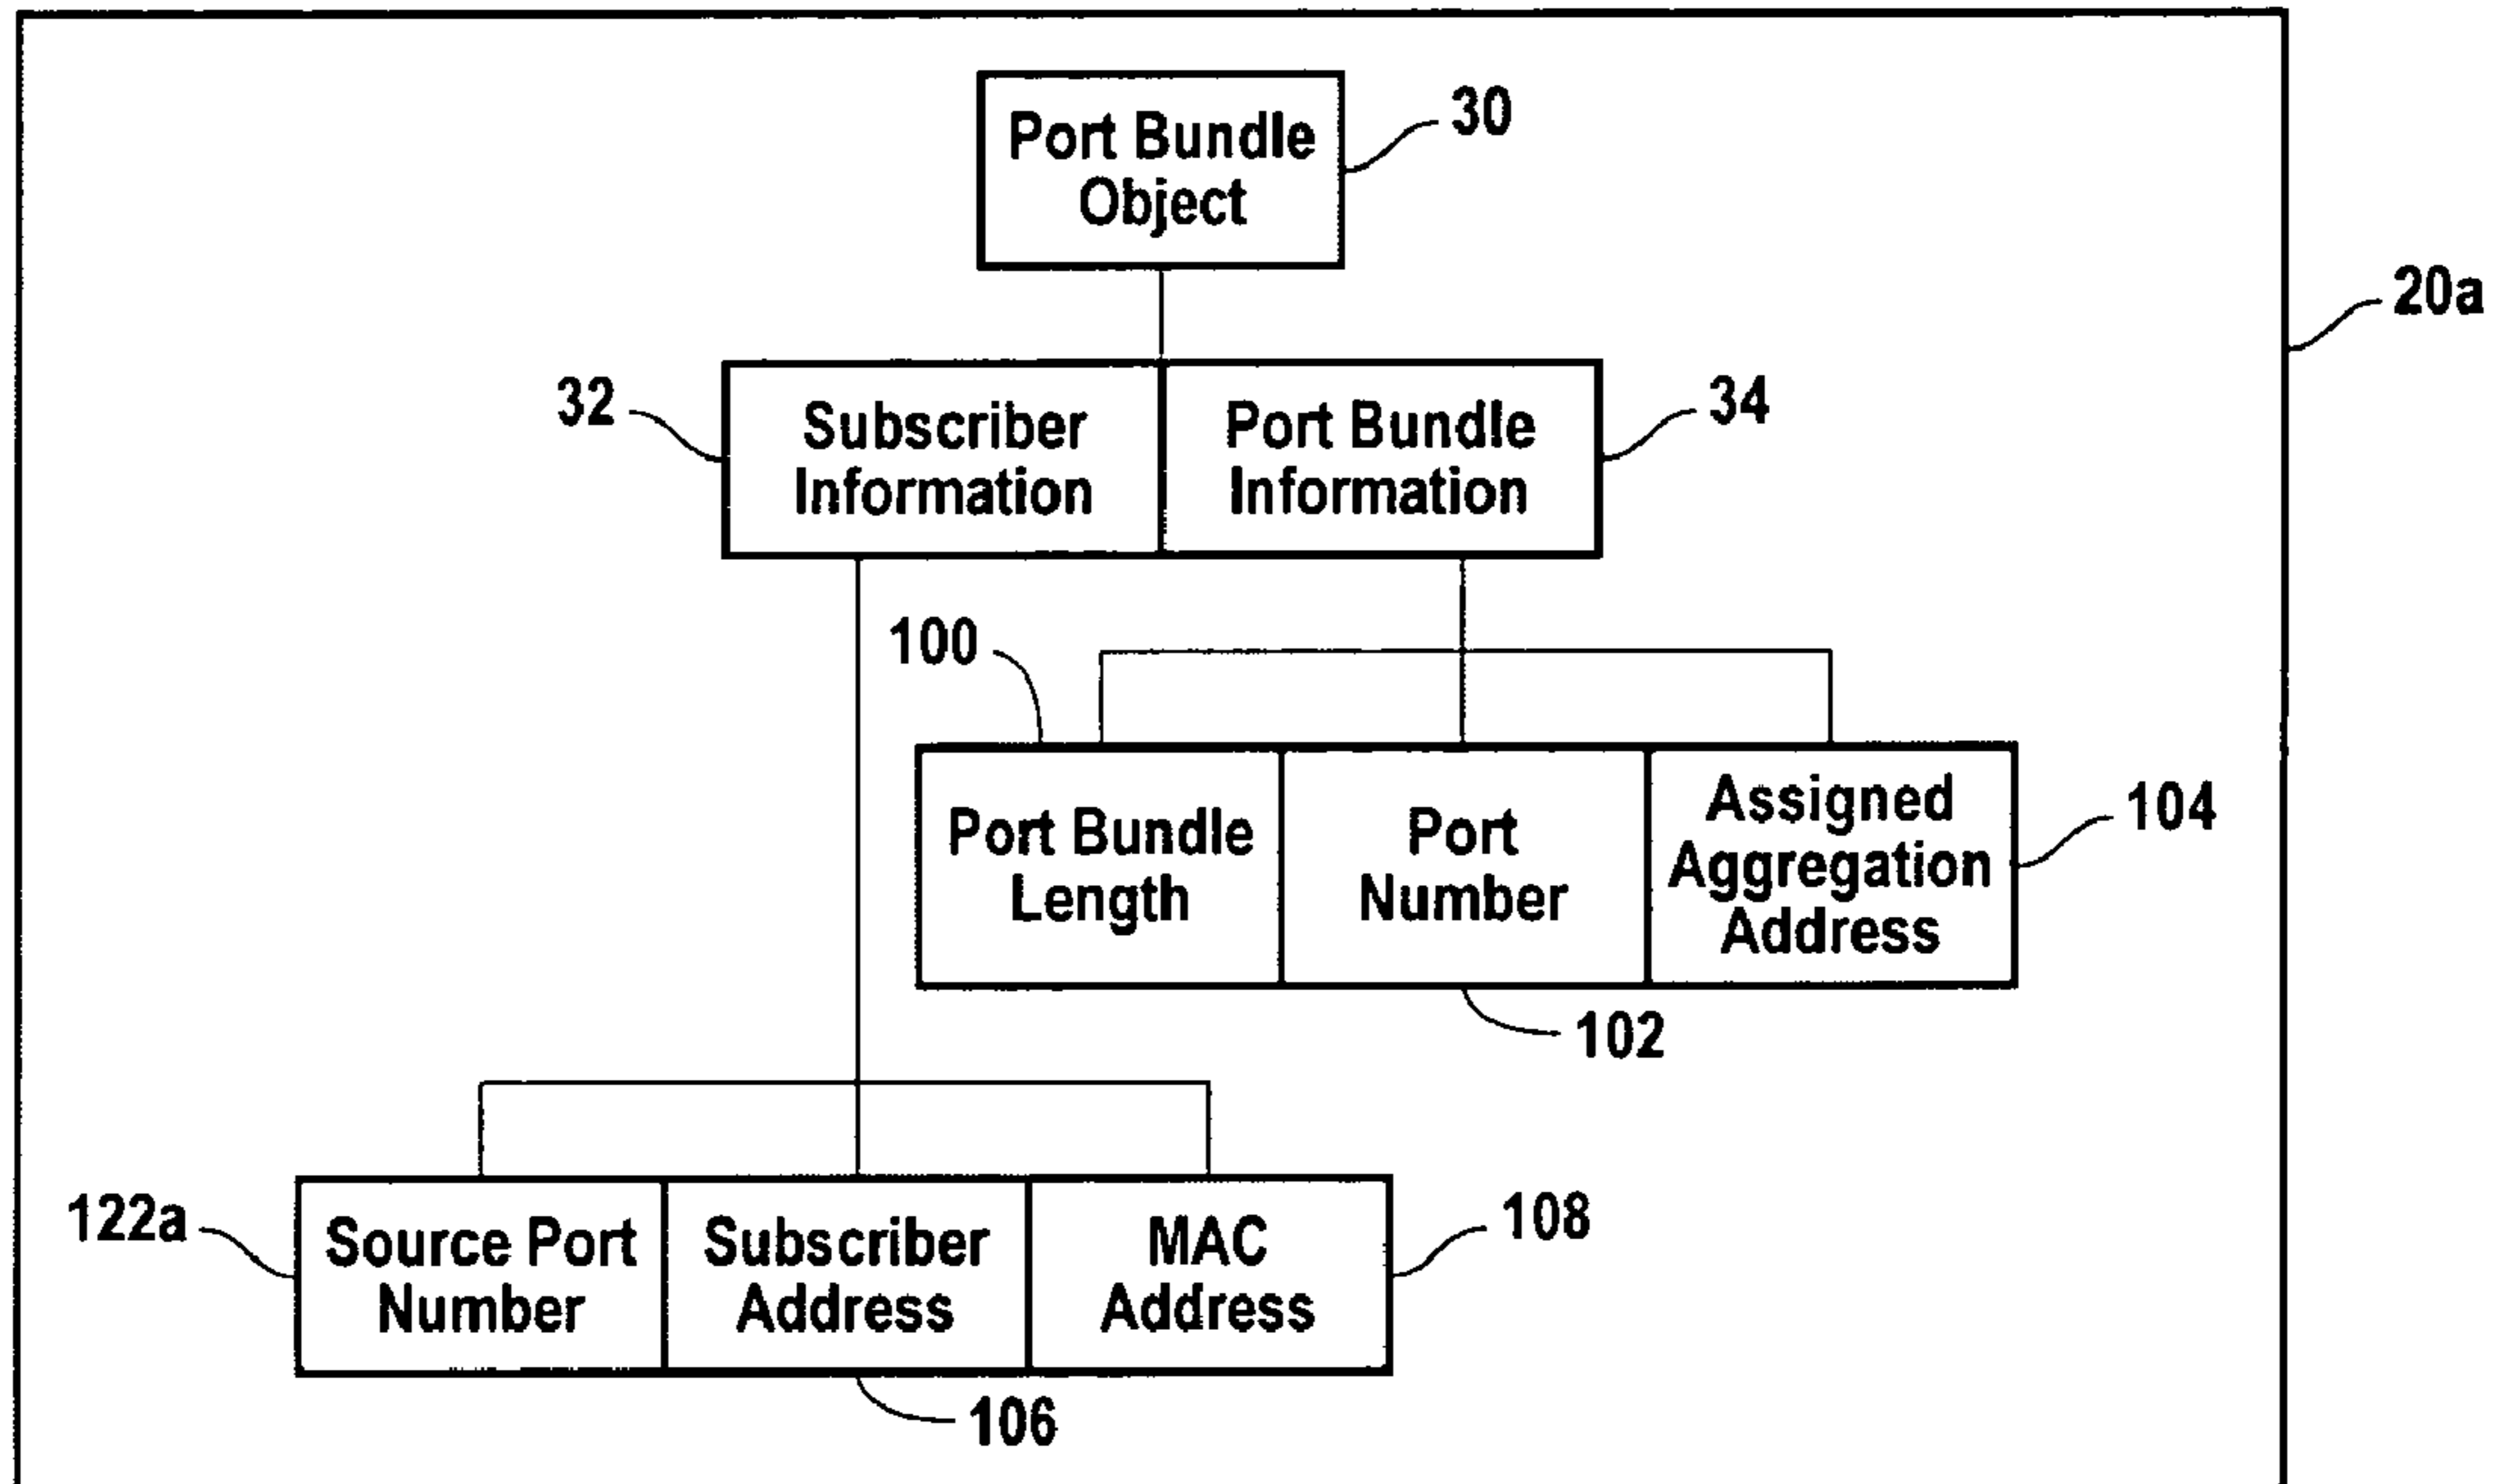 Port Bundle
Object
30
20a
32
Subscriber
Information
Port Bundle
Information
34
100
Port Bundle
Length
Port
Number
Assigned
Aggregation
Address
104
102
122a
Source Port
Number
Subscriber
Address
MAC
Address
108
106